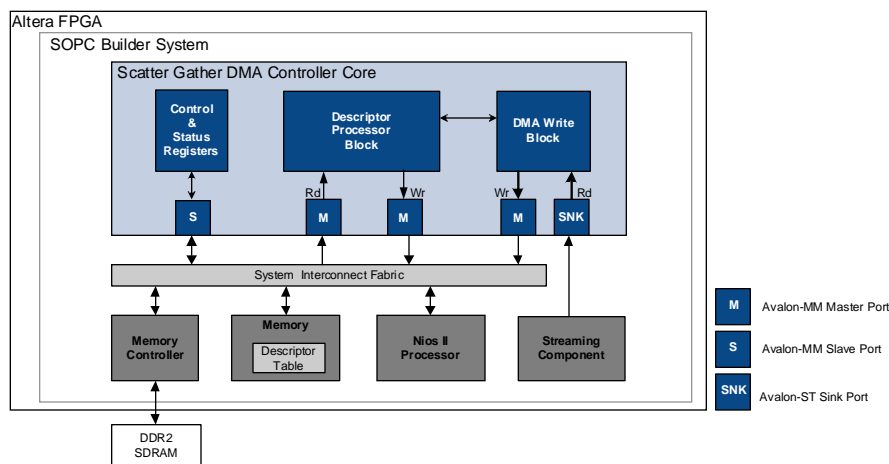 Altera FPGA
SOPC Builder System
Scatter Gather DMA Controller Core
Control
&
Status
Registers
Descriptor
Processor
Block
DMA Write
Block
Rd
Wr
Wr
Rd
S
M
M
M
SNK
System Interconnect Fabric
Memory
Controller
Memory
Descriptor
Table
Nios II
Processor
Streaming
Component
DDR2
SDRAM
M
Avalon-MM Master Port
S
Avalon-MM Slave Port
SNK
Avalon-ST Sink Port